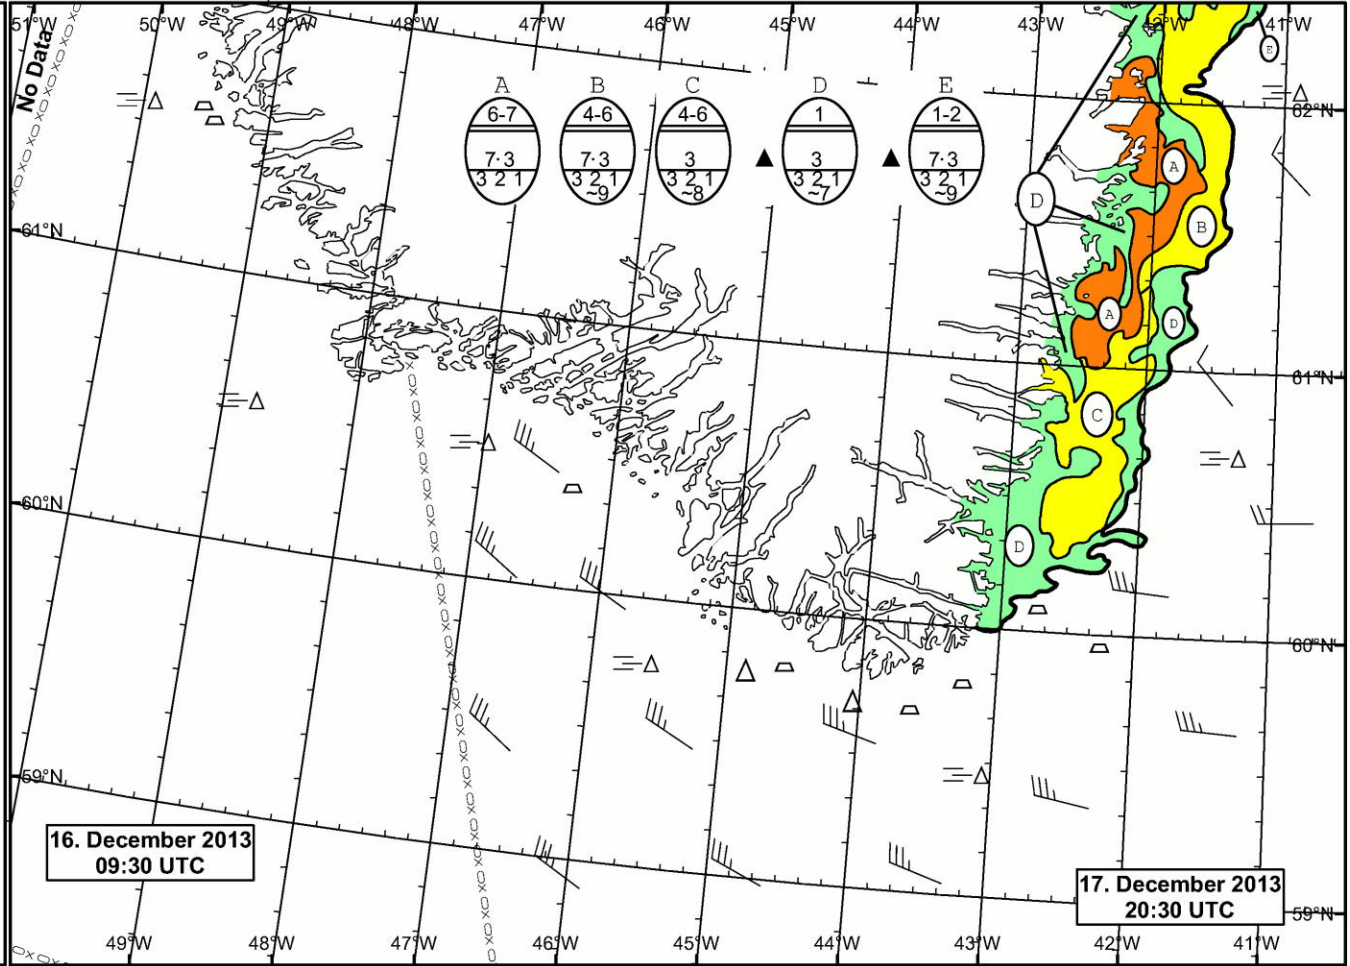 51°W 50°W 49°W 48°W 47°W 46°W 45°W 44°W 43°W 42°W 41°W
No Data
A B C D E
6-7 4-6 4-6 1 1-2
7·3 7·3 3 3 7·3
3 2 1 3 2 1 3 2 1 3 2 1 3 2 1
~9 ~8 ~7 ~9
E
62°N
A
D
B
61°N
A
D
61°N
C
60°N
D
60°N
59°N
16. December 2013
09:30 UTC
17. December 2013
20:30 UTC
59°N
49°W 48°W 47°W 46°W 45°W 44°W 43°W 42°W 41°W